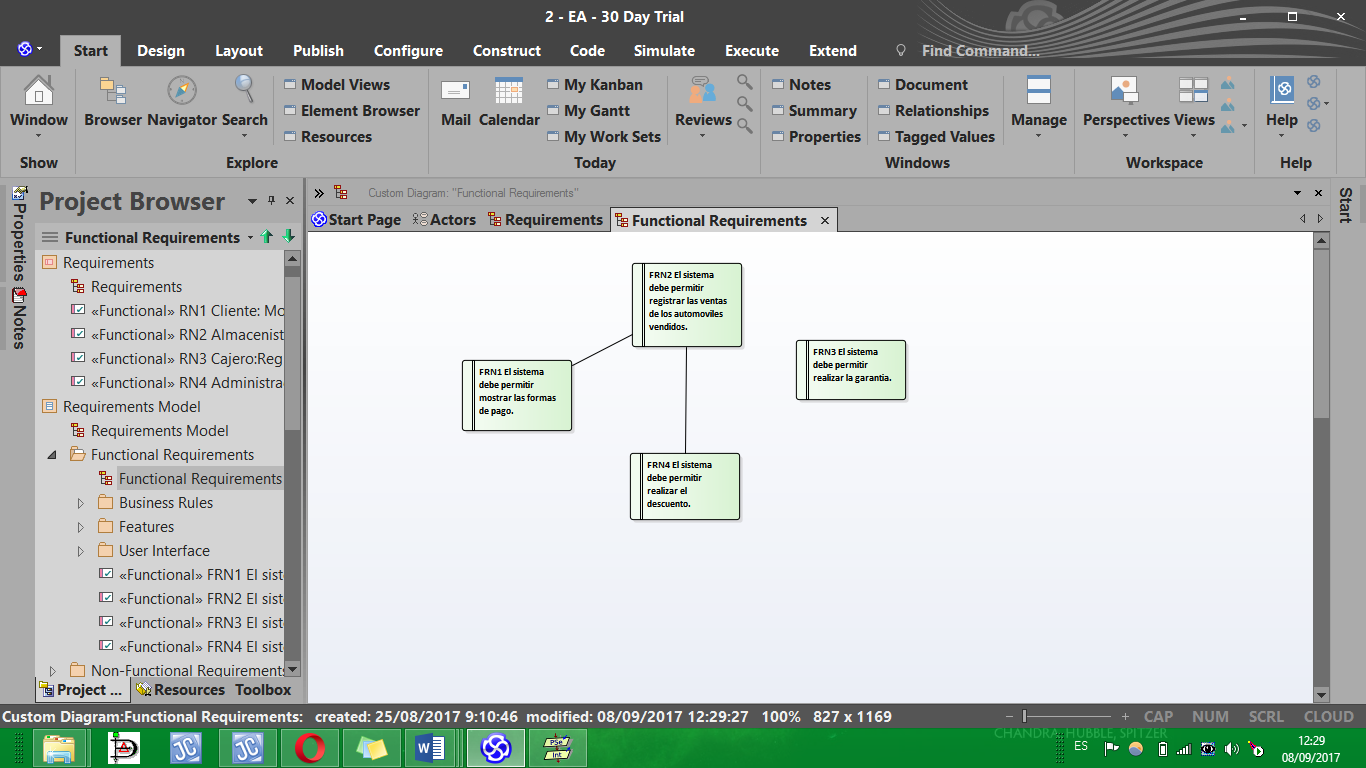 2 - EA - 30 Day Trial
Start Design Layout Publish Configure Construct Code Simulate Execute Extend Find Command...
Window
Show
Browser Navigator Search
Model Views
Element Browser
Resources
Explore
Mail Calendar
My Kanban
My Gantt
My Work Sets
Today
Reviews
Notes
Summary
Properties
Document
Relationships
Tagged Values
Windows
Manage
Perspectives Views
Workspace
Help
Help
Properties
Notes
Project Browser
Functional Requirements
Requirements
Requirements
«Functional» RN1 Cliente: Mo
«Functional» RN2 Almacenist
«Functional» RN3 Cajero:Reg
«Functional» RN4 Administra
Requirements Model
Requirements Model
Functional Requirements
Functional Requirements
Business Rules
Features
User Interface
«Functional» FRN1 El sist
«Functional» FRN2 El sist
«Functional» FRN3 El sist
«Functional» FRN4 El sist
Non-Functional Requirements
Project ... Resources Toolbox
Custom Diagram: "Functional Requirements"
Start Page Actors Requirements Functional Requirements
FRN2 El sistema
debe permitir
registrar las ventas
de los automoviles
vendidos.
FRN1 El sistema
debe permitir
mostrar las formas
de pago.
FRN3 El sistema
debe permitir
realizar la garantia.
FRN4 El sistema
debe permitir
realizar el
descuento.
Start
Custom Diagram:Functional Requirements: created: 25/08/2017 9:10:46 modified: 08/09/2017 12:29:27 100% 827 x 1169
CAP NUM SCRL CLOUD
CHANDRA, HUBBLE, SPITZER
JC
JC
PSe
Int
ES
12:29
08/09/2017